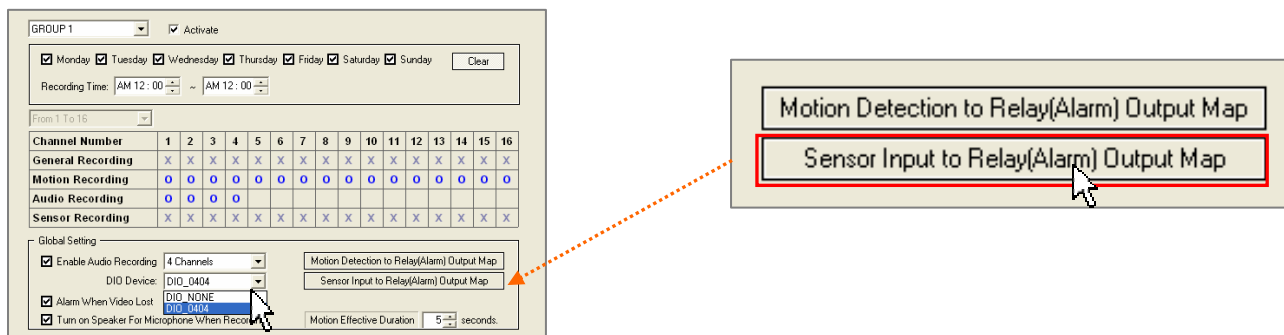 GROUP 1 Activate
Monday Tuesday Wednesday Thursday Friday Saturday Sunday Clear
Recording Time: AM 12 : 00 ~ AM 12 : 00
From 1 To 16
Channel Number 1 2 3 4 5 6 7 8 9 10 11 12 13 14 15 16
General Recording X X X X X X X X X X X X X X X X
Motion Recording O O O O O O O O O O O O O O O O
Audio Recording O O O O
Sensor Recording X X X X X X X X X X X X X X X X
Global Setting
Enable Audio Recording 4 Channels Motion Detection to Relay(Alarm) Output Map
DIO Device: DIO_0404 Sensor Input to Relay(Alarm) Output Map
DIO_NONE
Alarm When Video Lost DIO_0404
Turn on Speaker For Microphone When Motion Effective Duration 5 seconds.
Motion Detection to Relay(Alarm) Output Map
Sensor Input to Relay(Alarm) Output Map